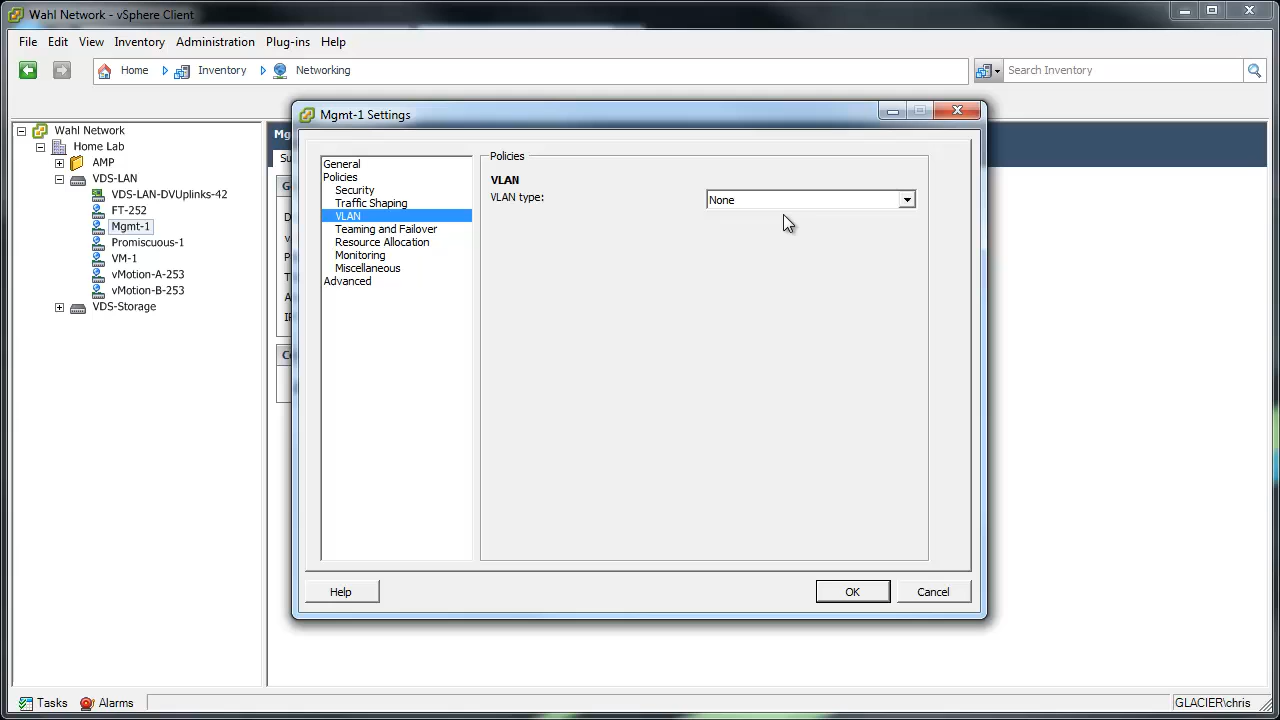 Wahl Network - vSphere Client
File Edit View Inventory Administration Plug-ins Help
Home Inventory Networking
Search Inventory
Wahl Network
Home Lab
AMP
VDS-LAN
VDS-LAN-DVUplinks-42
FT-252
Mgmt-1
Promiscuous-1
VM-1
vMotion-A-253
vMotion-B-253
VDS-Storage
Mgmt-1 Settings
General
Policies
Security
Traffic Shaping
VLAN
Teaming and Failover
Resource Allocation
Monitoring
Miscellaneous
Advanced
Policies
VLAN
VLAN type: None
Help OK Cancel
Tasks Alarms GLACIER\chris